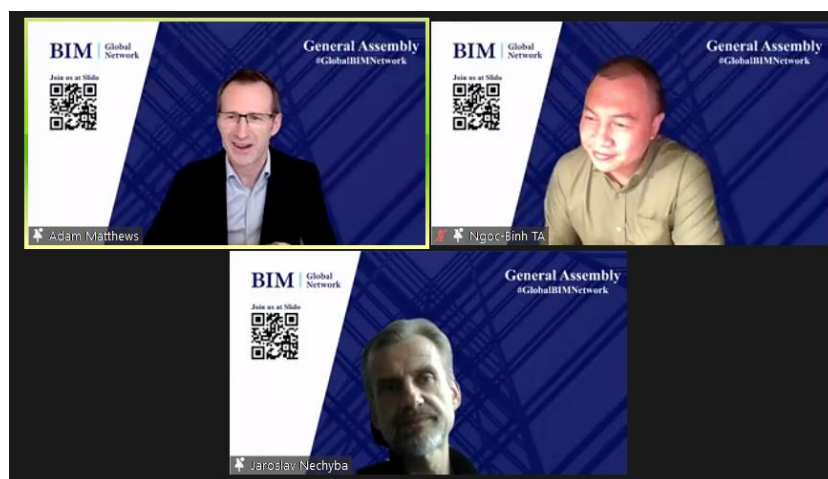 BIM
Global
Network
General Assembly
#GlobalBIMNetwork
Join us at Slido
Adam Matthews
BIM
Global
Network
General Assembly
#GlobalBIMNetwork
Join us at Slido
Ngoc-Binh TA
BIM
Global
Network
General Assembly
#GlobalBIMNetwork
Join us at Slido
Jaroslav Nechyba